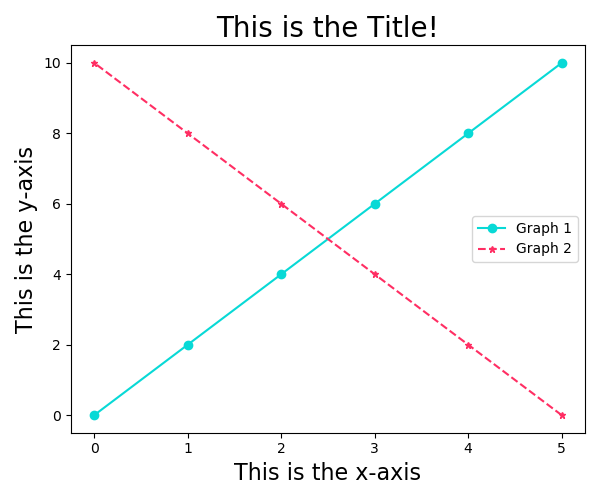 This is the Title!
10
8
6
4
2
0
This is the y-axis
Graph 1
Graph 2
0 1 2 3 4 5
This is the x-axis